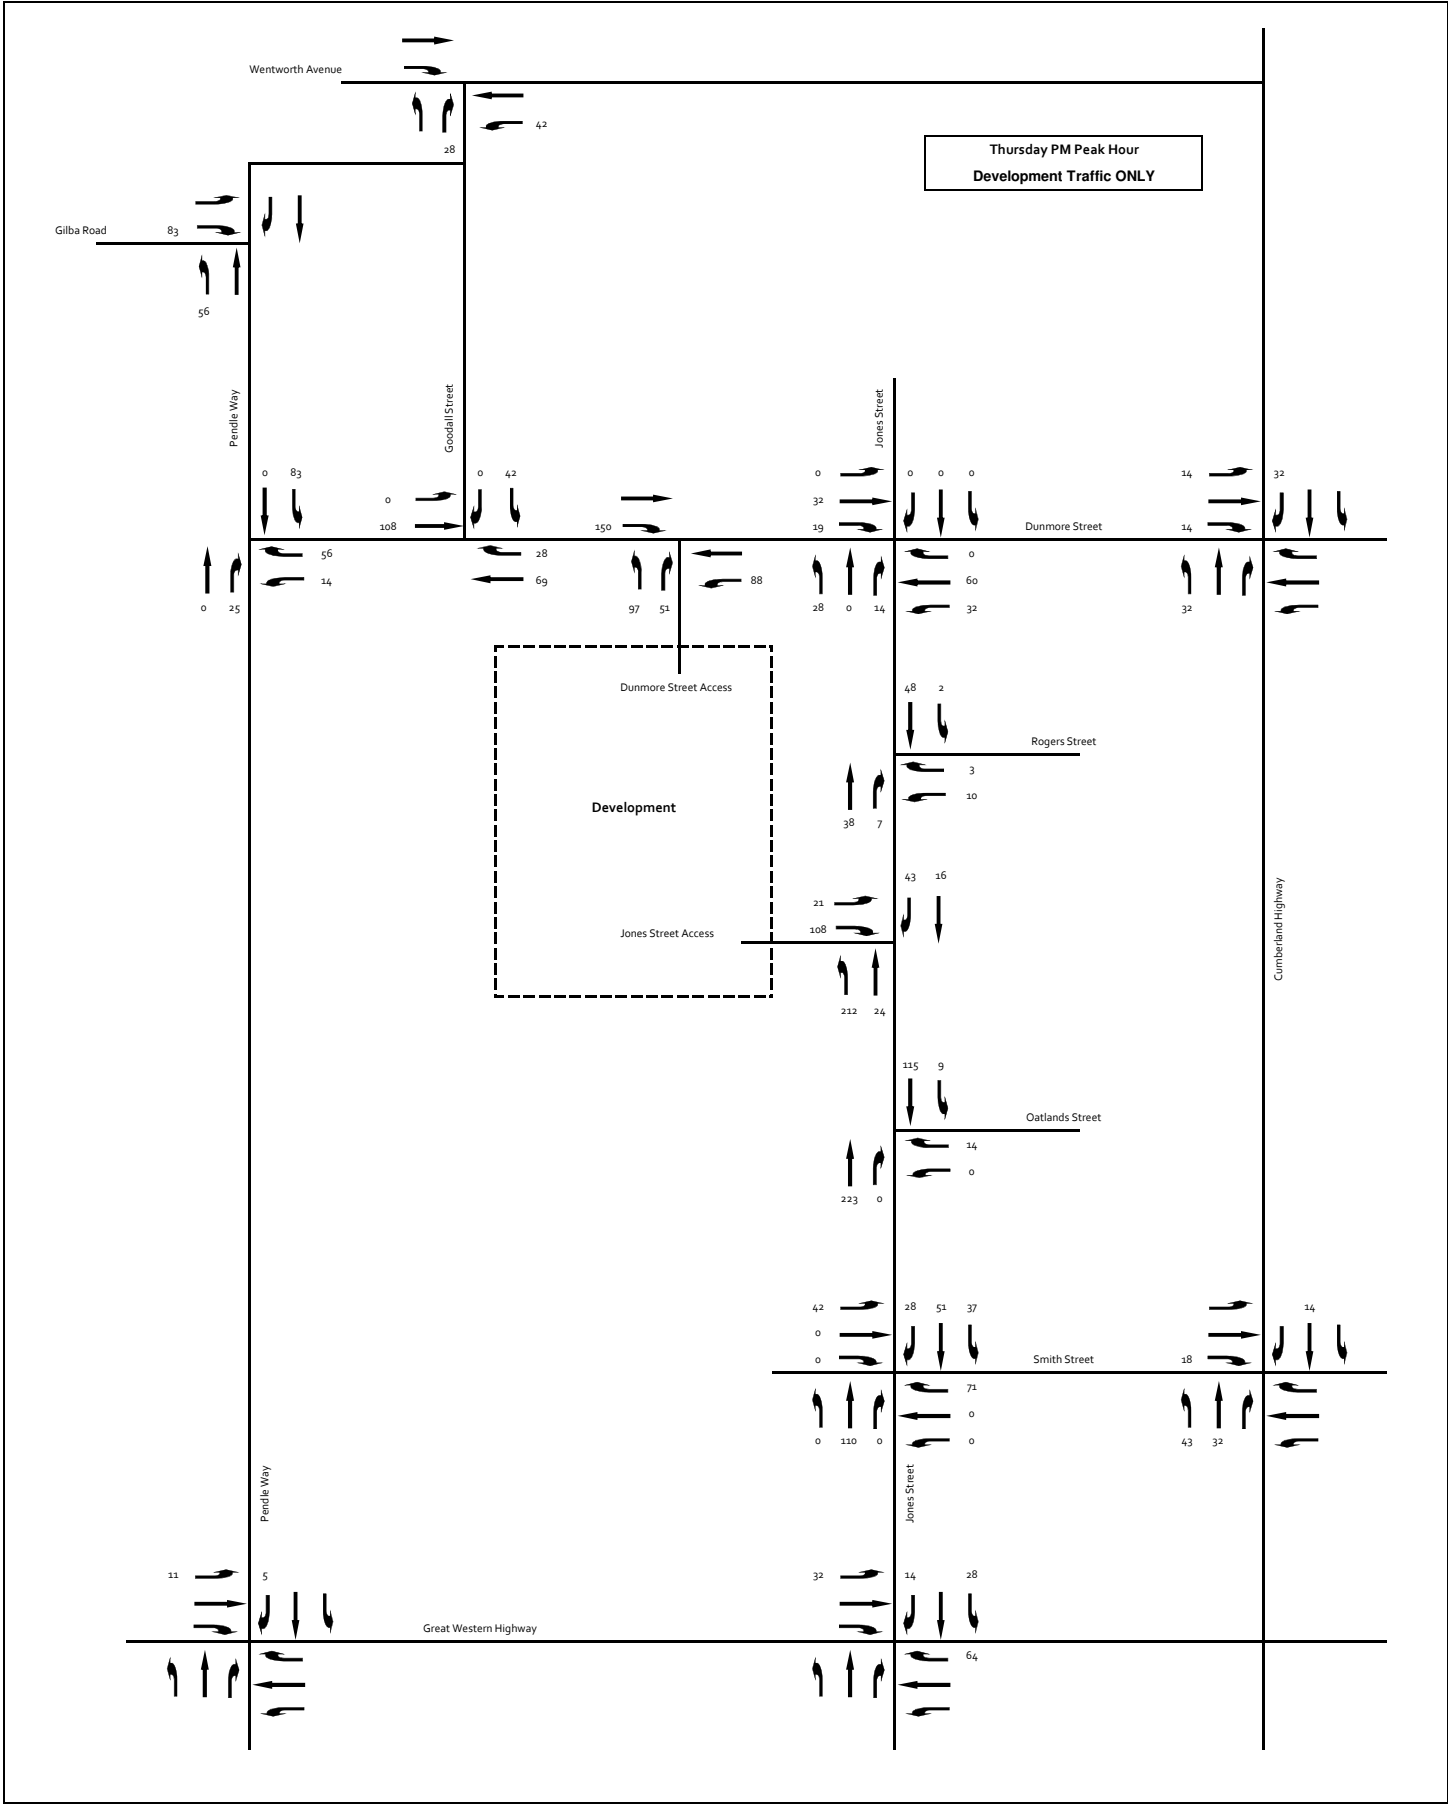 Wentworth Avenue
42
28
Thursday PM Peak Hour
Development Traffic ONLY
Gilba Road
83
56
Pendle Way
Goodall Street
Jones Street
0 83
0
108
0 42
150
0
32
19
0 0 0
Dunmore Street
14
14
32
56
14
0 25
28
69
97 51
88
28 0 14
0
60
32
32
Dunmore Street Access
48 2
Rogers Street
3
10
38 7
Development
43 16
21
108
Jones Street Access
212 24
Cumberland Highway
115 9
Oatlands Street
14
0
223 0
42
0
0
28 51 37
Smith Street
18
14
71
0
0
0 110 0
43 32
Pendle Way
Jones Street
11
5
Great Western Highway
32
14 28
64